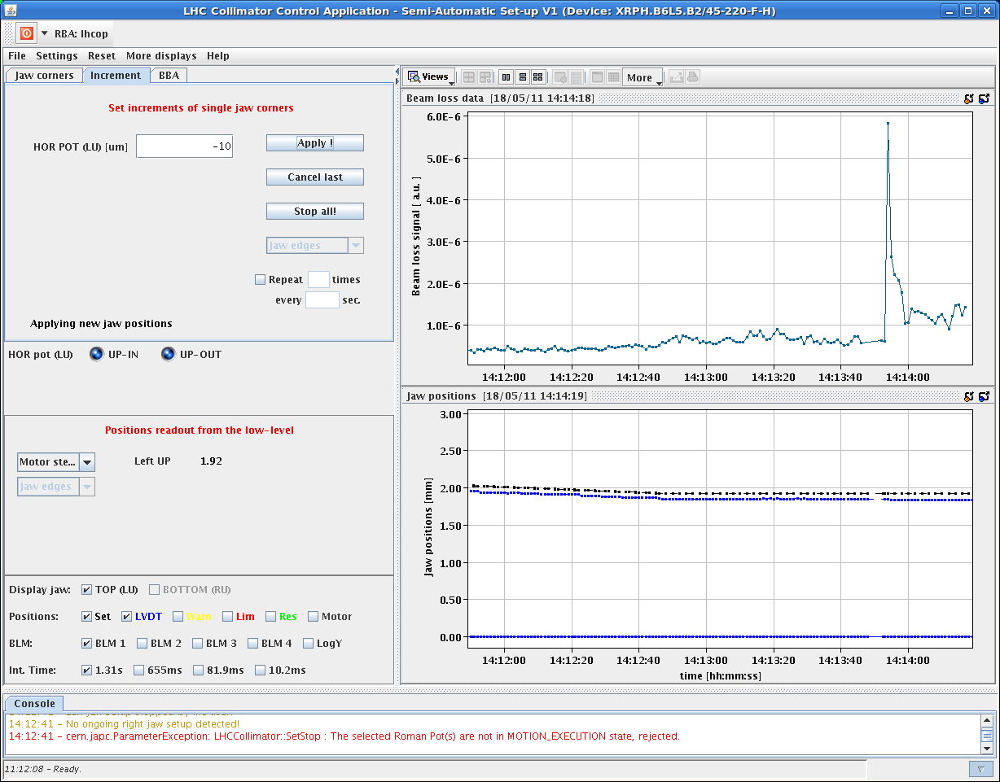 LHC Collimator Control Application - Semi-Automatic Set-up V1 (Device: XRPH.B6L5.B2/45-220-F-H)
RBA: lhcop
File Settings Reset More displays Help
Jaw corners Increment BBA
Set increments of single jaw corners
HOR POT (LU) [um] -10 Apply !
Cancel last
Stop all!
Jaw edges
Repeat times
every sec.
Applying new jaw positions
HOR pot (LU) UP-IN UP-OUT
Positions readout from the low-level
Motor ste... Left UP 1.92
Jaw edges
Display jaw: TOP (LU) BOTTOM (RU)
Positions: Set LVDT Warn Lim Res Motor
BLM: BLM 1 BLM 2 BLM 3 BLM 4 LogY
Int. Time: 1.31s 655ms 81.9ms 10.2ms
Views More
Beam loss data [18/05/11 14:14:18]
6.0E-6
5.0E-6
4.0E-6
3.0E-6
2.0E-6
1.0E-6
Beam loss signal [ a.u. ]
14:12:00 14:12:20 14:12:40 14:13:00 14:13:20 14:13:40 14:14:00
Jaw positions [18/05/11 14:14:19]
3.00
2.50
2.00
1.50
1.00
0.50
0.00
Jaw positions [mm]
14:12:00 14:12:20 14:12:40 14:13:00 14:13:20 14:13:40 14:14:00
time [hh:mm:ss]
Console
14:12:41 - No ongoing right jaw setup detected!
14:12:41 - cern.japc.ParameterException: LHCCollimator::SetStop : The selected Roman Pot(s) are not in MOTION_EXECUTION state, rejected.
11:12:08 - Ready.